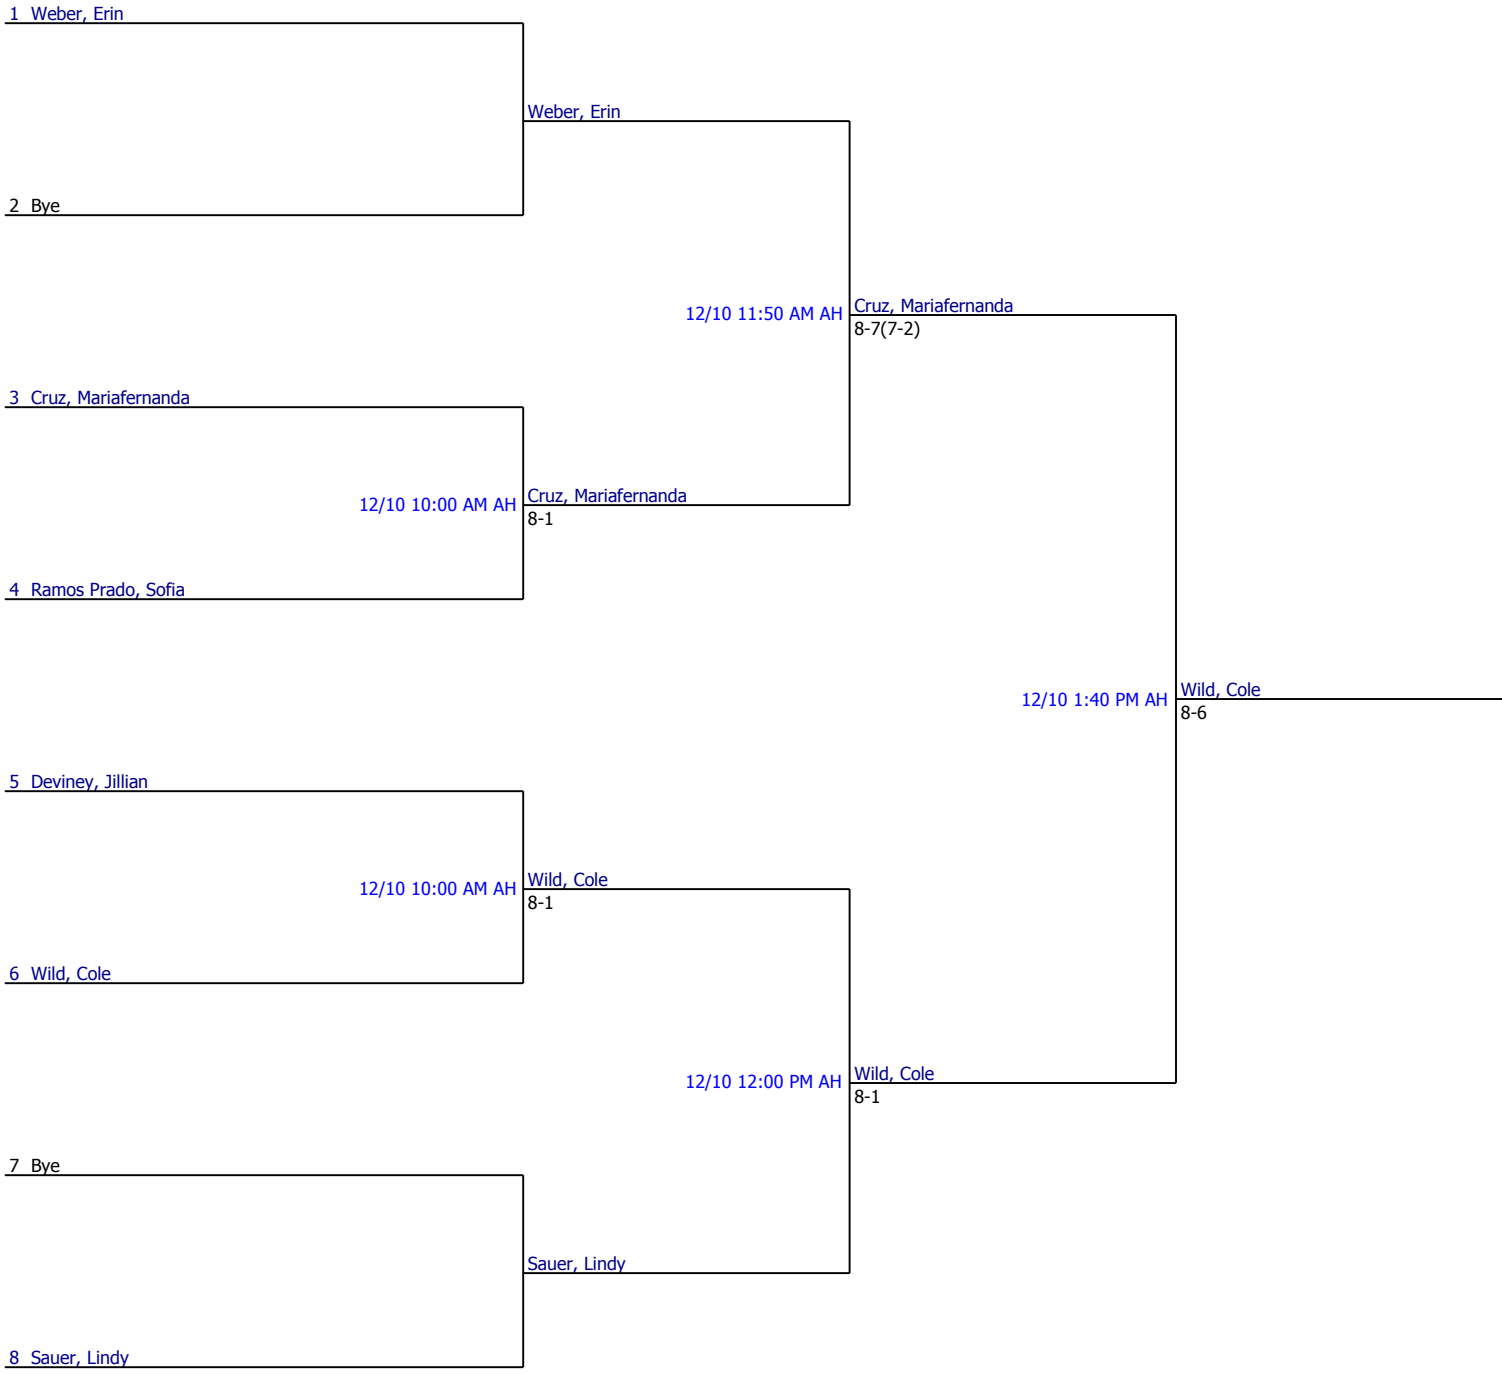 1 Weber, Erin
Weber, Erin
2 Bye
12/10 11:50 AM AH
Cruz, Mariafernanda
8-7(7-2)
3 Cruz, Mariafernanda
12/10 10:00 AM AH
Cruz, Mariafernanda
8-1
4 Ramos Prado, Sofia
12/10 1:40 PM AH
Wild, Cole
8-6
5 Deviney, Jillian
12/10 10:00 AM AH
Wild, Cole
8-1
6 Wild, Cole
12/10 12:00 PM AH
Wild, Cole
8-1
7 Bye
Sauer, Lindy
8 Sauer, Lindy